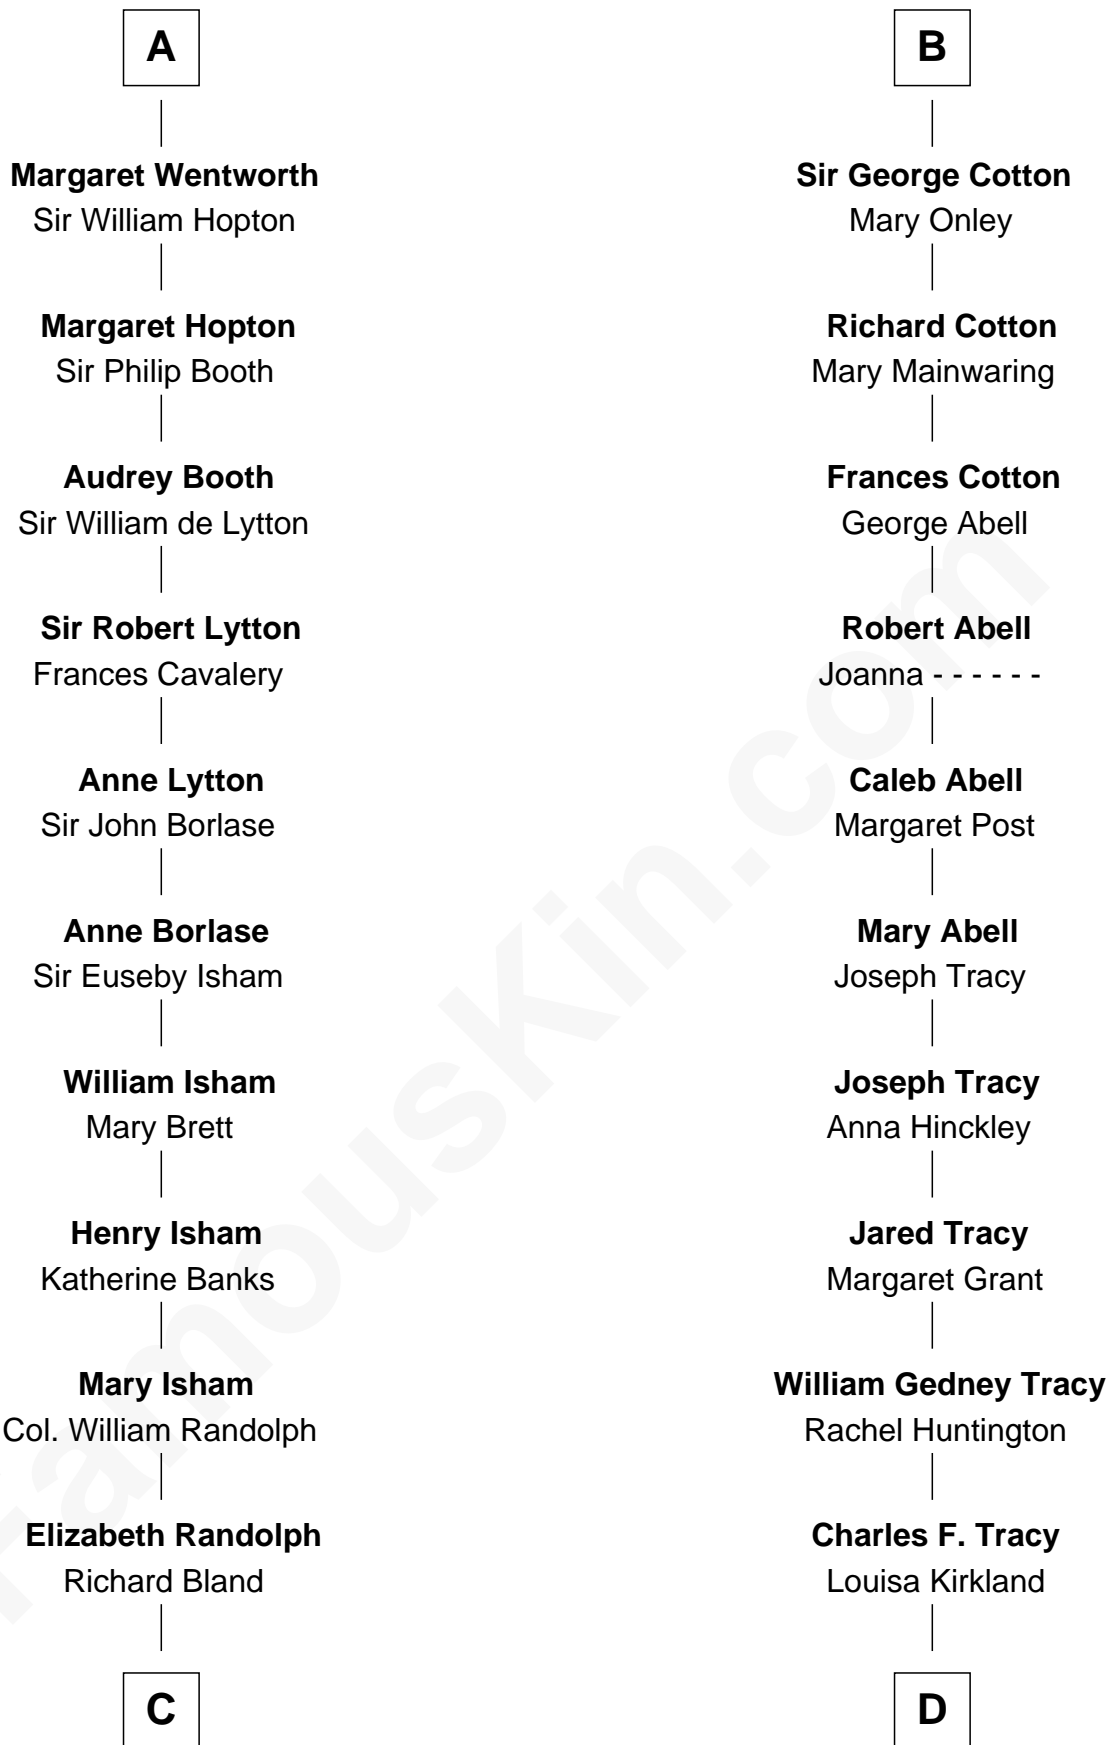 A
Margaret Wentworth
Sir William Hopton
Margaret Hopton
Sir Philip Booth
Audrey Booth
Sir William de Lytton
Sir Robert Lytton
Frances Cavalery
Anne Lytton
Sir John Borlase
Anne Borlase
Sir Euseby Isham
William Isham
Mary Brett
Henry Isham
Katherine Banks
Mary Isham
Col. William Randolph
Elizabeth Randolph
Richard Bland
C
B
Sir George Cotton
Mary Onley
Richard Cotton
Mary Mainwaring
Frances Cotton
George Abell
Robert Abell
Joanna - - - - - -
Caleb Abell
Margaret Post
Mary Abell
Joseph Tracy
Joseph Tracy
Anna Hinckley
Jared Tracy
Margaret Grant
William Gedney Tracy
Rachel Huntington
Charles F. Tracy
Louisa Kirkland
D
FamousKin.com